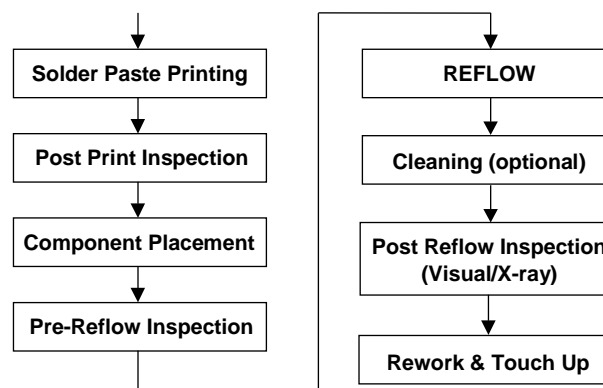 Solder Paste Printing
Post Print Inspection
Component Placement
Pre-Reflow Inspection
REFLOW
Cleaning (optional)
Post Reflow Inspection
(Visual/X-ray)
Rework & Touch Up